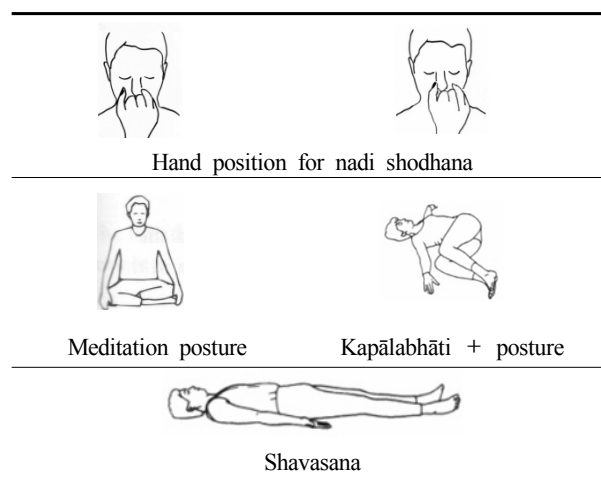 Hand position for nadi shodhana
Meditation posture Kapālabhāti + posture
Shavasana